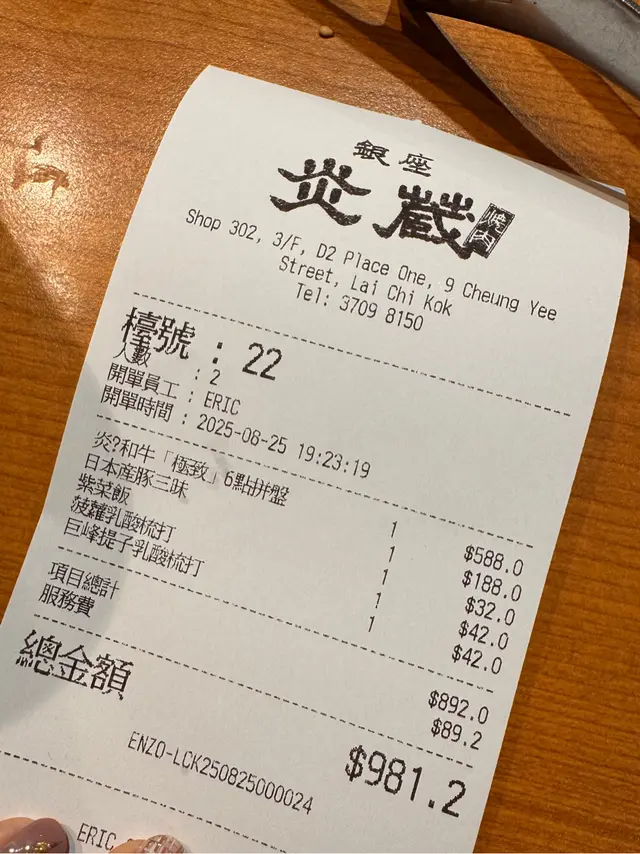 銀座
炎蔵 焼肉
Shop 302, 3/F, D2 Place One, 9 Cheung Yee
Street, Lai Chi Kok
Tel: 3709 8150
檯號 : 22
人數 : 2
開單員工 : ERIC
開單時間 : 2025-08-25 19:23:19
炎?和牛「極致」6點拼盤 1 $588.0
日本産豚三味 1 $188.0
紫菜飯 1 $32.0
菠蘿乳酸梳打 1 $42.0
巨峰提子乳酸梳打 1 $42.0
項目總計 $892.0
服務費 $89.2
總金額 $981.2
ENZO-LCK250825000024
ERIC